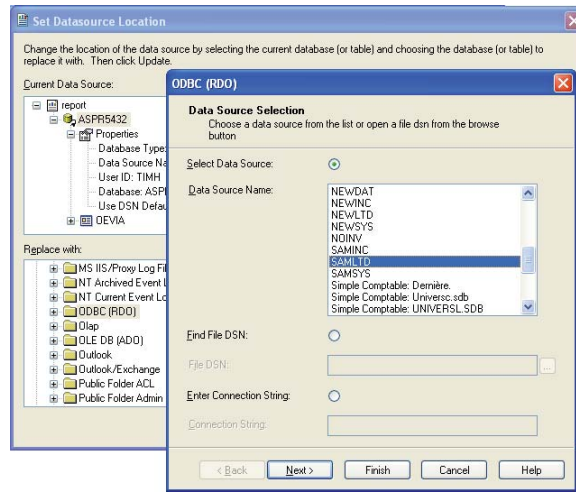 Set Datasource Location
Change the location of the data source by selecting the current database (or table) and choosing the database (or table) to
replace it with. Then click Update.
Current Data Source:
report
ASPR5432
Properties
Database Type:
Data Source Na
User ID: TIMH
Database: ASP
Use DSN Defau
OEVIA
Replace with:
MS IIS/Proxy Log Fil
NT Archived Event L
NT Current Event Lo
ODBC (RDO)
Olap
OLE DB (ADO)
Outlook
Outlook/Exchange
Public Folder ACL
Public Folder Admin
ODBC (RDO)
Data Source Selection
Choose a data source from the list or open a file dsn from the browse
button
Select Data Source:
Data Source Name:
NEWDAT
NEWINC
NEWLTD
NEWSYS
NOINV
SAMINC
SAMLTD
SAMSYS
Simple Comptable: Dernière.
Simple Comptable: Universc.sdb
Simple Comptable: UNIVERSL.SDB
Find File DSN:
File DSN:
...
Enter Connection String:
Connection String:
< Back Next > Finish Cancel Help